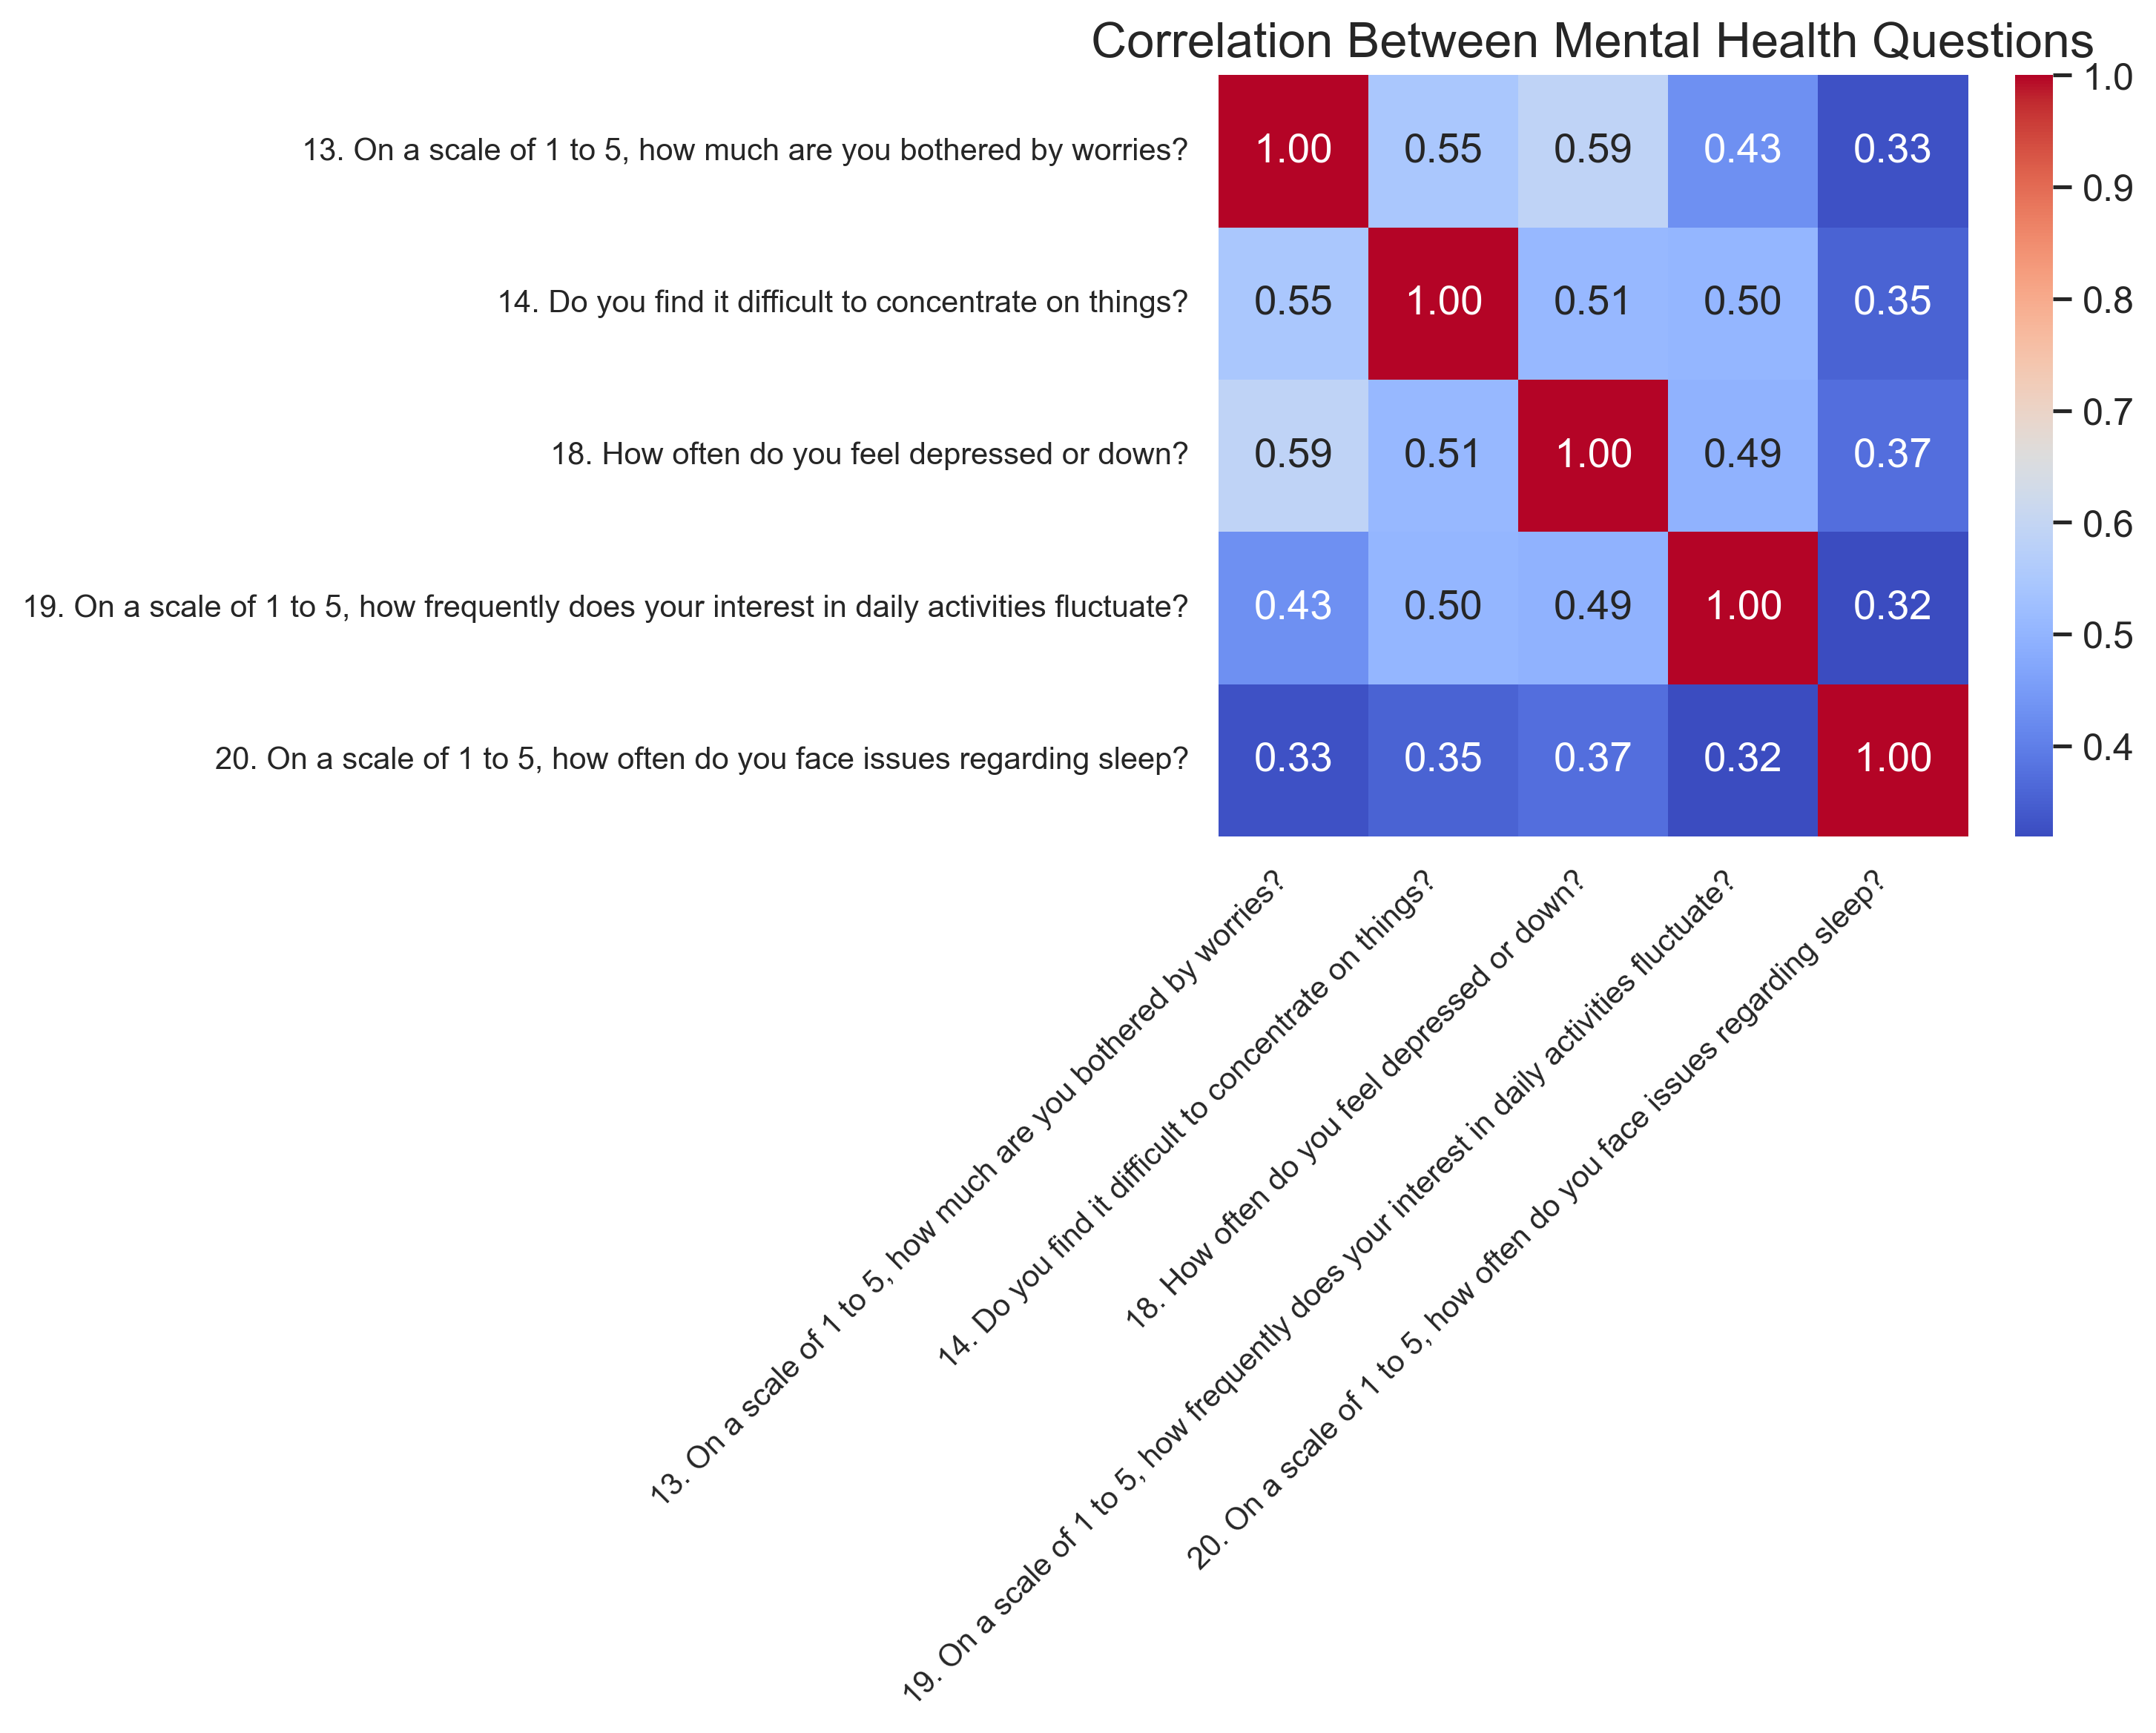 Correlation Between Mental Health Questions
13. On a scale of 1 to 5, how much are you bothered by worries?
1.00 0.55 0.59 0.43 0.33
14. Do you find it difficult to concentrate on things?
0.55 1.00 0.51 0.50 0.35
18. How often do you feel depressed or down?
0.59 0.51 1.00 0.49 0.37
19. On a scale of 1 to 5, how frequently does your interest in daily activities fluctuate?
0.43 0.50 0.49 1.00 0.32
20. On a scale of 1 to 5, how often do you face issues regarding sleep?
0.33 0.35 0.37 0.32 1.00
1.0
0.9
0.8
0.7
0.6
0.5
0.4
13. On a scale of 1 to 5, how much are you bothered by worries?
14. Do you find it difficult to concentrate on things?
18. How often do you feel depressed or down?
19. On a scale of 1 to 5, how frequently does your interest in daily activities fluctuate?
20. On a scale of 1 to 5, how often do you face issues regarding sleep?